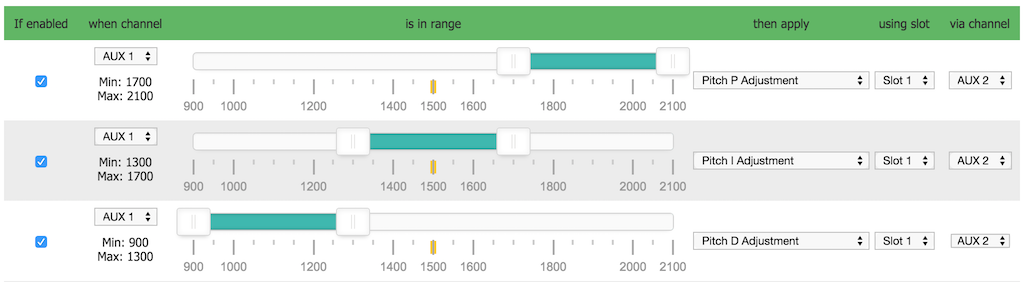 If enabled when channel is in range then apply using slot via channel
AUX 1
Min: 1700
Max: 2100
900 1000 1200 1400 1500 1600 1800 2000 2100
Pitch P Adjustment Slot 1 AUX 2
AUX 1
Min: 1300
Max: 1700
900 1000 1200 1400 1500 1600 1800 2000 2100
Pitch I Adjustment Slot 1 AUX 2
AUX 1
Min: 900
Max: 1300
900 1000 1200 1400 1500 1600 1800 2000 2100
Pitch D Adjustment Slot 1 AUX 2